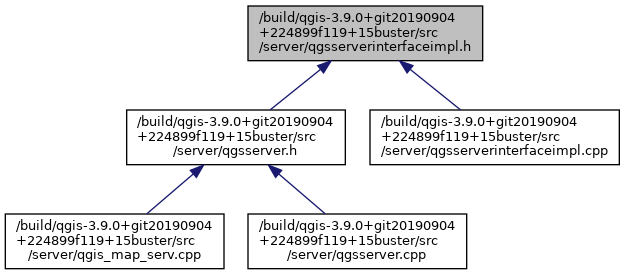 /build/qgis-3.9.0+git20190904
+224899f119+15buster/src
/server/qgsserverinterfaceimpl.h
/build/qgis-3.9.0+git20190904
+224899f119+15buster/src
/server/qgsserver.h
/build/qgis-3.9.0+git20190904
+224899f119+15buster/src
/server/qgsserverinterfaceimpl.cpp
/build/qgis-3.9.0+git20190904
+224899f119+15buster/src
/server/qgis_map_serv.cpp
/build/qgis-3.9.0+git20190904
+224899f119+15buster/src
/server/qgsserver.cpp